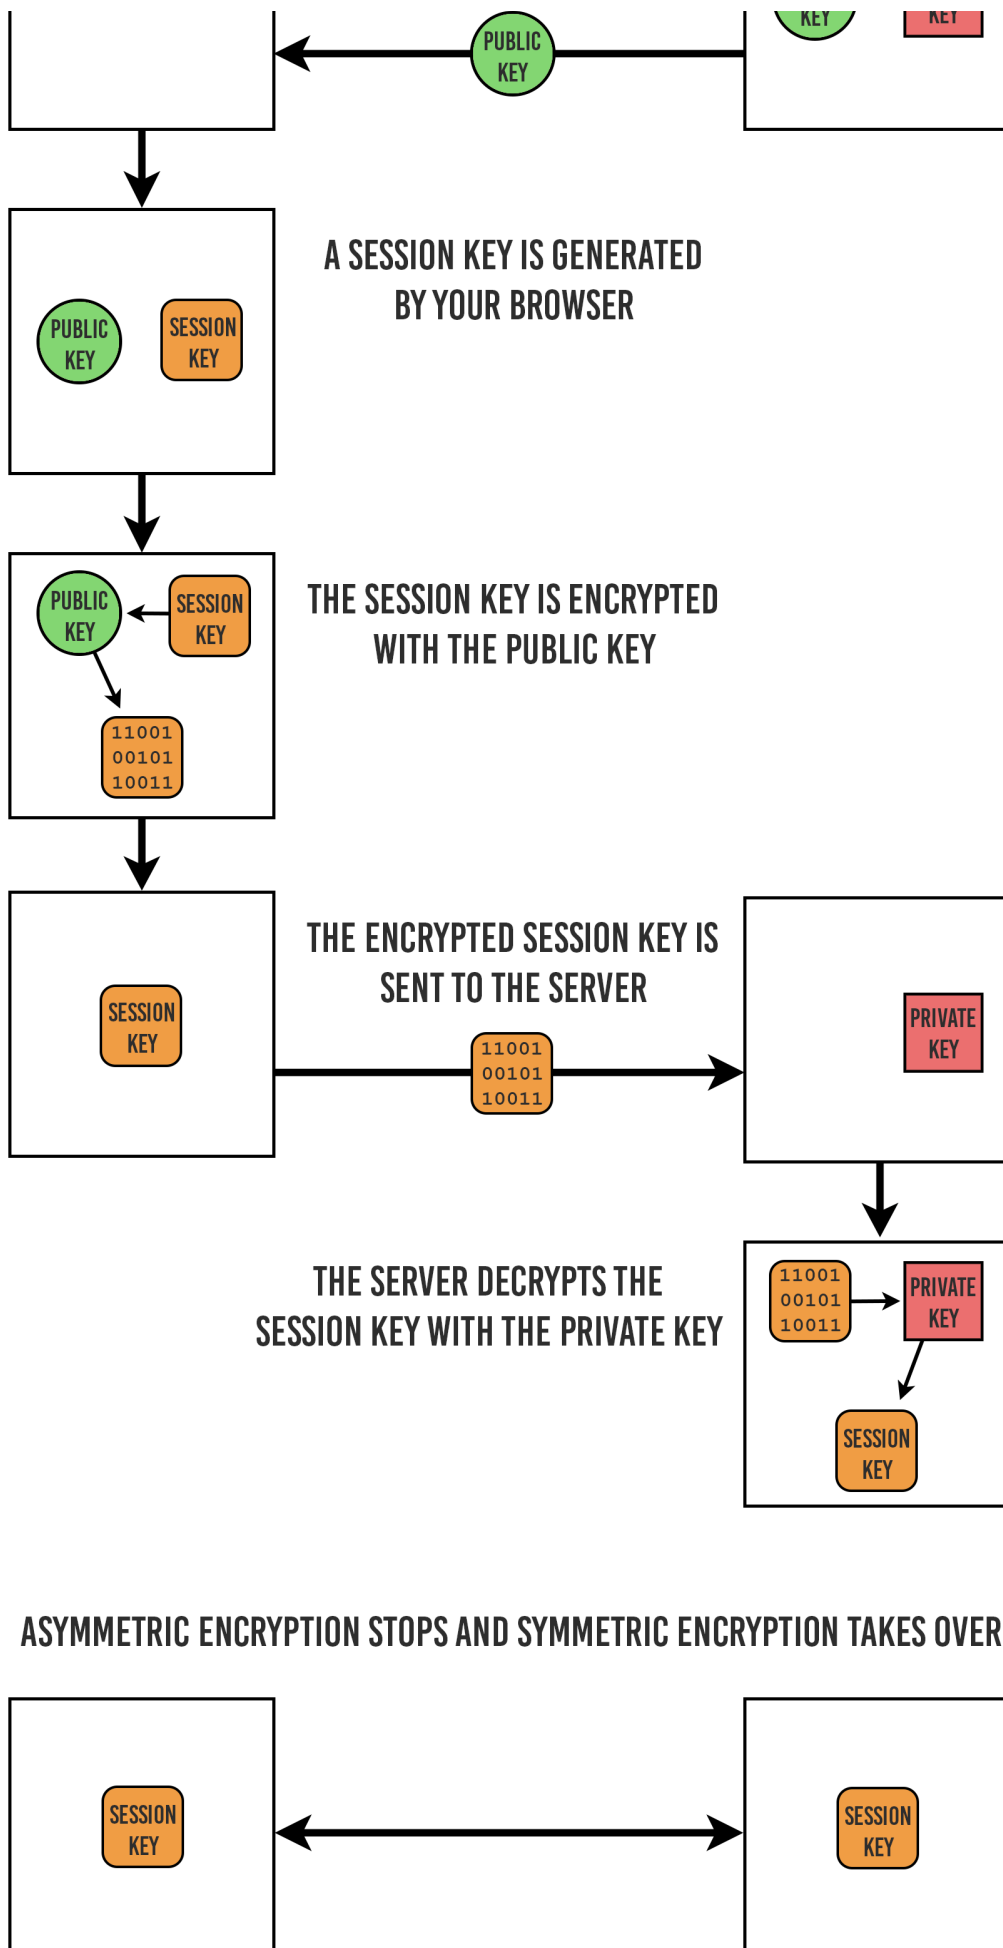 PUBLIC
KEY
KEY
KEY
A SESSION KEY IS GENERATED
BY YOUR BROWSER
PUBLIC
KEY
SESSION
KEY
THE SESSION KEY IS ENCRYPTED
WITH THE PUBLIC KEY
PUBLIC
KEY
SESSION
KEY
11001
00101
10011
THE ENCRYPTED SESSION KEY IS
SENT TO THE SERVER
SESSION
KEY
11001
00101
10011
PRIVATE
KEY
THE SERVER DECRYPTS THE
SESSION KEY WITH THE PRIVATE KEY
11001
00101
10011
PRIVATE
KEY
SESSION
KEY
ASYMMETRIC ENCRYPTION STOPS AND SYMMETRIC ENCRYPTION TAKES OVER
SESSION
KEY
SESSION
KEY